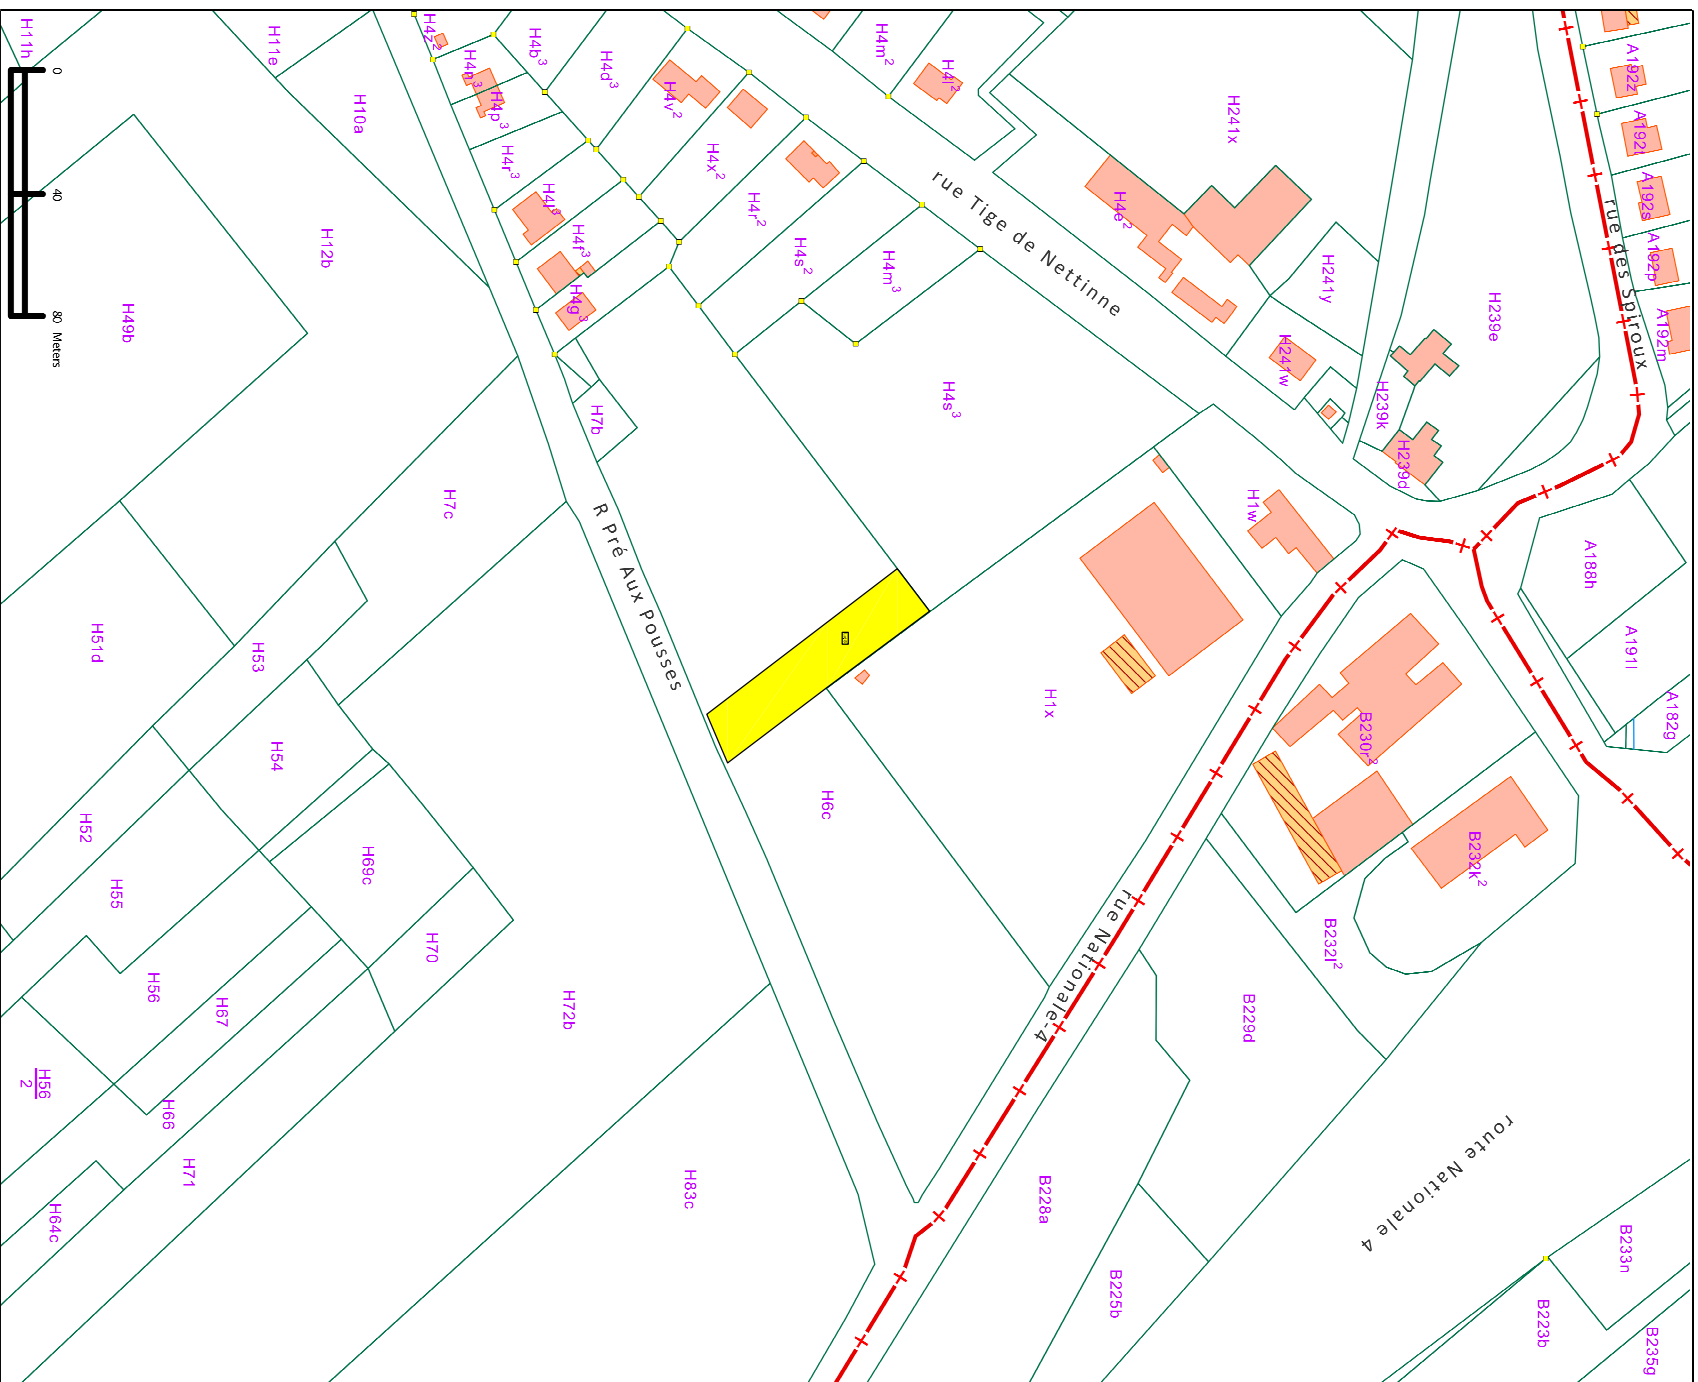 H11h
H11e
H4z²
H4n³
H4p³
H4b³
H4d³
H4v²
H4m²
H4l²
H241x
A192z
A192t
A192s
A192p
A192m
0
40
80 Meters
H10a
H12b
H49b
H4r³
H4l³
H4f³
H4g³
H4x²
H4r²
H4s²
H4m³
rue Tige de Nettinne
H4e²
H241y
H241w
H239e
H239k
H239d
rue des Spiroux
H7b
H4s³
H7c
R Pré Aux Pousses
H1w
A188h
A191l
A182g
H51d
H53
H54
H1x
B230r²
H52
H55
H69c
H6c
B232k²
H70
B232l²
rue Nationale 4
H56
H67
H72b
B229d
H56
2
H66
H71
H64c
H83c
B228a
route Nationale 4
B225b
B233n
B223b
B235g